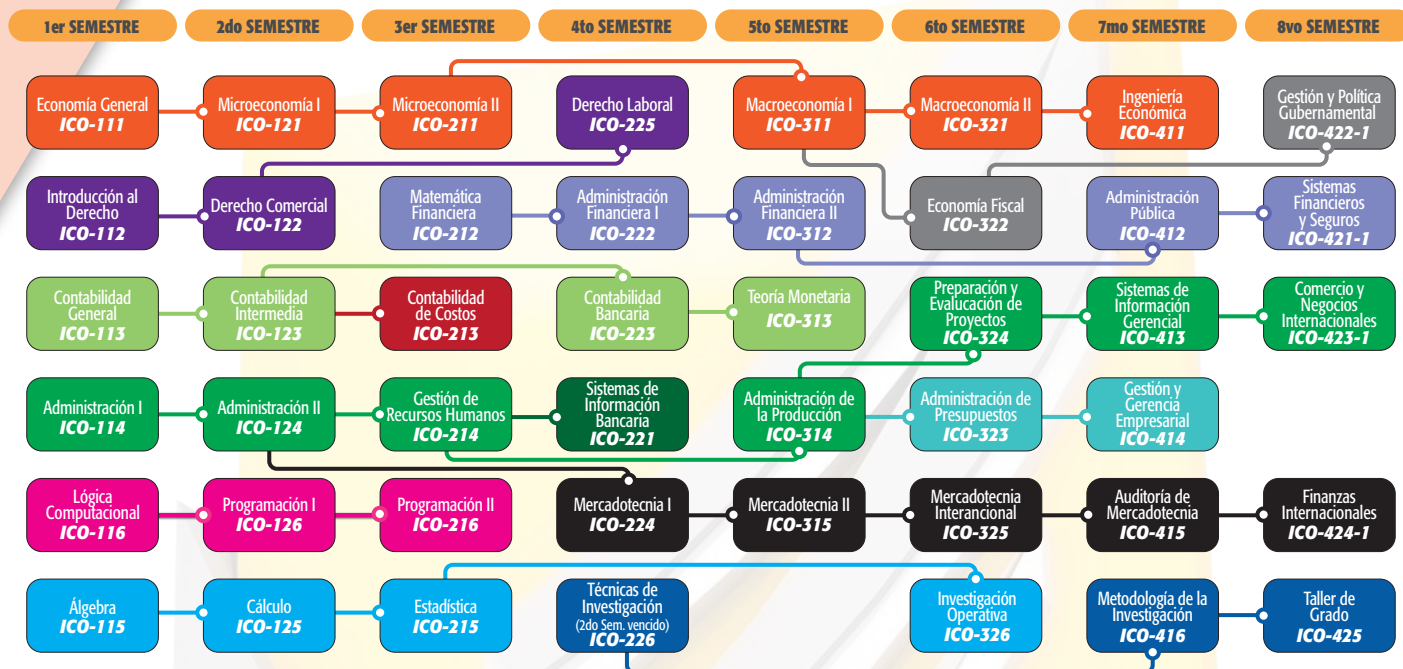 1er SEMESTRE
2do SEMESTRE
3er SEMESTRE
4to SEMESTRE
5to SEMESTRE
6to SEMESTRE
7mo SEMESTRE
8vo SEMESTRE
Economía General
ICO-111
Microeconomía I
ICO-121
Microeconomía II
ICO-211
Derecho Laboral
ICO-225
Macroeconomía I
ICO-311
Macroeconomía II
ICO-321
Ingeniería
Económica
ICO-411
Gestión y Política
Gubernamental
ICO-422-1
Introducción al
Derecho
ICO-112
Derecho Comercial
ICO-122
Matemática
Financiera
ICO-212
Administración
Financiera I
ICO-222
Administración
Financiera II
ICO-312
Economía Fiscal
ICO-322
Administración
Pública
ICO-412
Sistemas
Financieros
y Seguros
ICO-421-1
Contabilidad
General
ICO-113
Contabilidad
Intermedia
ICO-123
Contabilidad
de Costos
ICO-213
Contabilidad
Bancaria
ICO-223
Teoría Monetaria
ICO-313
Preparación y
Evalucación de
Proyectos
ICO-324
Sistemas de
Información
Gerencial
ICO-413
Comercio y
Negocios
Internacionales
ICO-423-1
Administración I
ICO-114
Administración II
ICO-124
Gestión de
Recursos Humanos
ICO-214
Sistemas de
Información
Bancaria
ICO-221
Administración de
la Producción
ICO-314
Administración de
Presupuestos
ICO-323
Gestión y
Gerencia
Empresarial
ICO-414
Lógica
Computacional
ICO-116
Programación I
ICO-126
Programación II
ICO-216
Mercadotecnia I
ICO-224
Mercadotecnia II
ICO-315
Mercadotecnia
Interancional
ICO-325
Auditoría de
Mercadotecnia
ICO-415
Finanzas
Internacionales
ICO-424-1
Álgebra
ICO-115
Cálculo
ICO-125
Estadística
ICO-215
Técnicas de
Investigación
(2do Sem. vencido)
ICO-226
Investigación
Operativa
ICO-326
Metodología de la
Investigación
ICO-416
Taller de
Grado
ICO-425